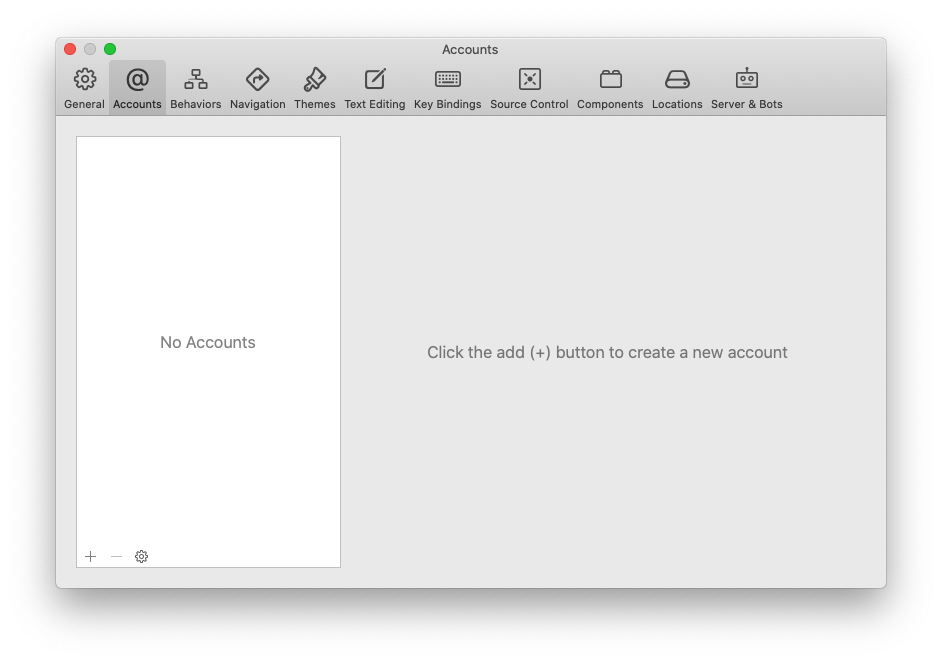 Accounts
General Accounts Behaviors Navigation Themes Text Editing Key Bindings Source Control Components Locations Server & Bots
No Accounts
Click the add (+) button to create a new account